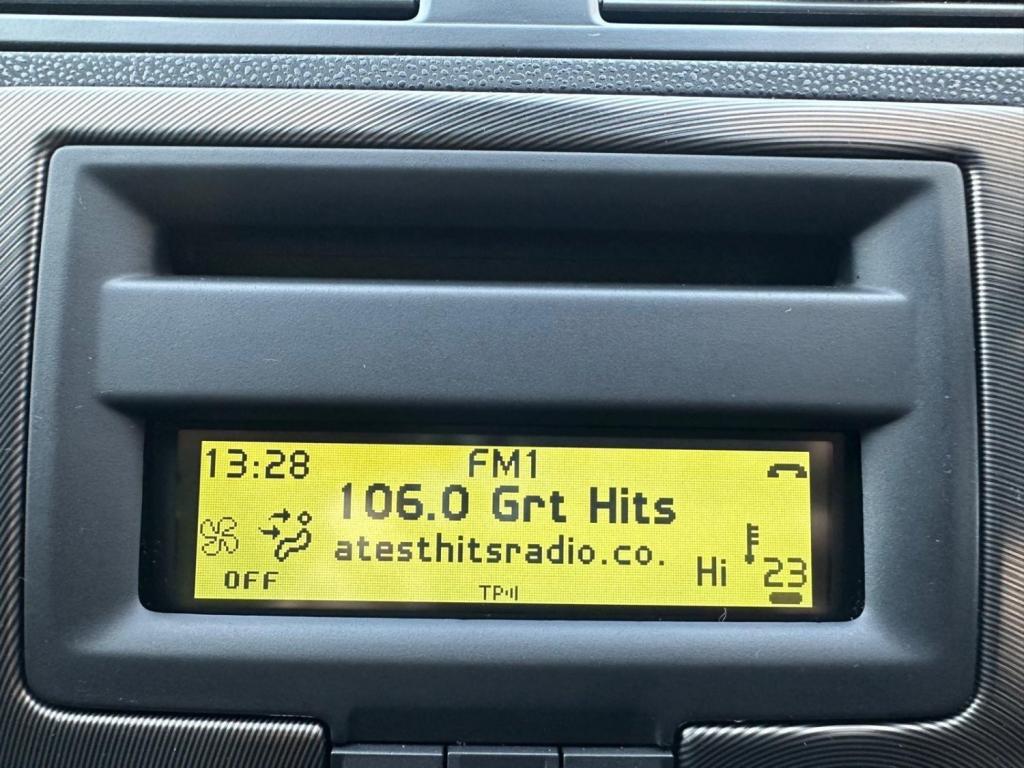 13:28 FM1
106.0 Grt Hits
atesthitsradio.co.
Hi 23
OFF
TP